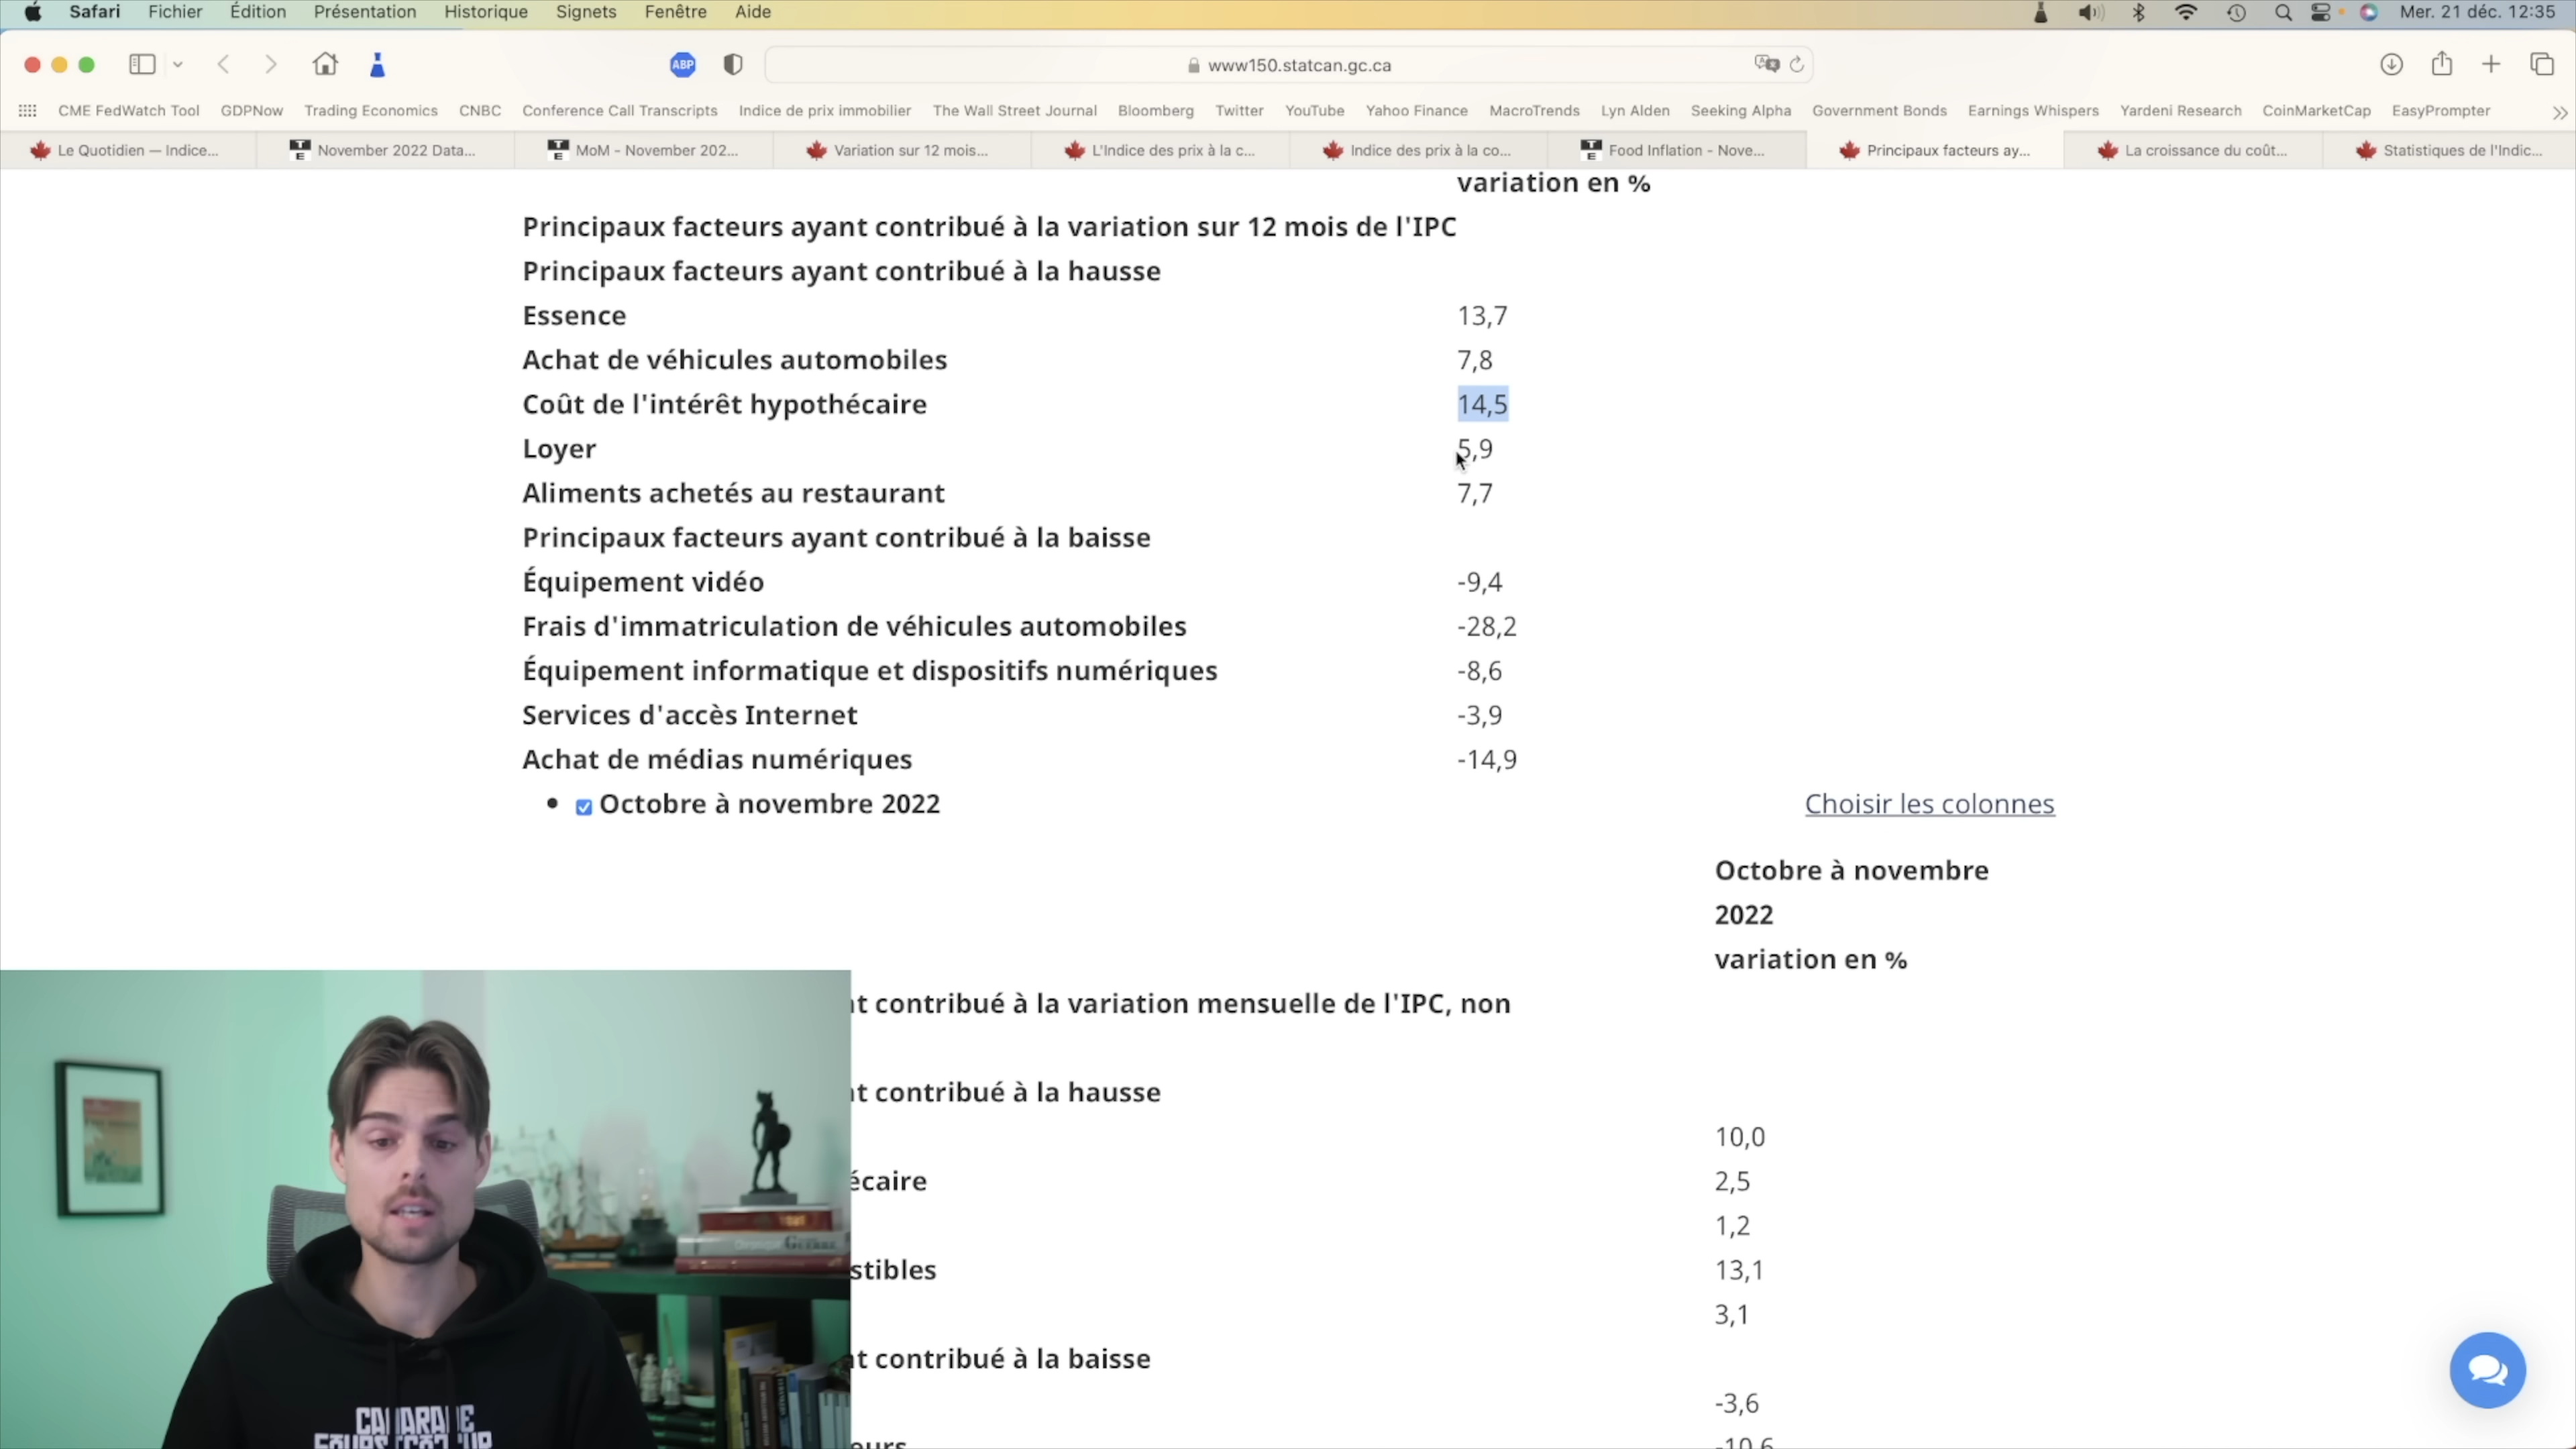 Safari Fichier Édition Présentation Historique Signets Fenêtre Aide Mer. 21 déc. 12:35
ABP www150.statcan.gc.ca
CME FedWatch Tool GDPNow Trading Economics CNBC Conference Call Transcripts Indice de prix immobilier The Wall Street Journal Bloomberg Twitter YouTube Yahoo Finance MacroTrends Lyn Alden Seeking Alpha Government Bonds Earnings Whispers Yardeni Research CoinMarketCap EasyPrompter
Le Quotidien — Indice... November 2022 Data... MoM - November 202... Variation sur 12 mois... L'Indice des prix à la c... Indice des prix à la co... Food Inflation - Nove... Principaux facteurs ay... La croissance du coût... Statistiques de l'Indic...
variation en %
Principaux facteurs ayant contribué à la variation sur 12 mois de l'IPC
Principaux facteurs ayant contribué à la hausse
Essence 13,7
Achat de véhicules automobiles 7,8
Coût de l'intérêt hypothécaire 14,5
Loyer 5,9
Aliments achetés au restaurant 7,7
Principaux facteurs ayant contribué à la baisse
Équipement vidéo -9,4
Frais d'immatriculation de véhicules automobiles -28,2
Équipement informatique et dispositifs numériques -8,6
Services d'accès Internet -3,9
Achat de médias numériques -14,9
Octobre à novembre 2022 Choisir les colonnes
Octobre à novembre
2022
variation en %
nt contribué à la variation mensuelle de l'IPC, non
nt contribué à la hausse
10,0
écaire 2,5
1,2
stibles 13,1
3,1
nt contribué à la baisse
-3,6
eurs -10,6